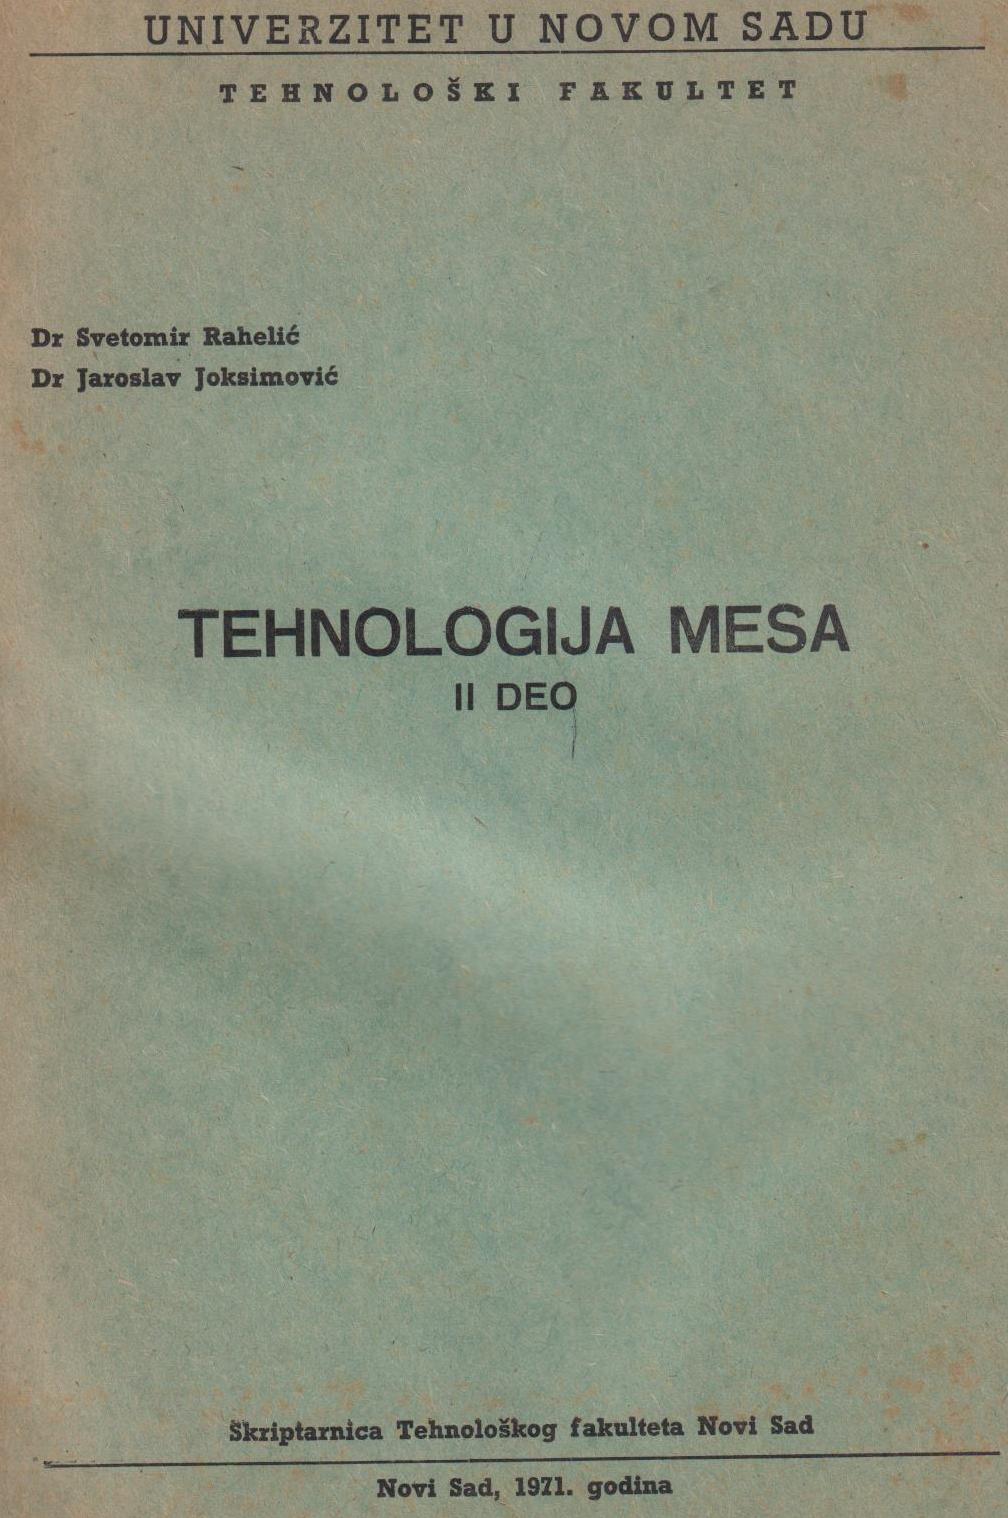 UNIVERZITET U NOVOM SADU
TEHNOLOŠKI FAKULTET
Dr Svetomir Rahelić
Dr Jaroslav Joksimović
TEHNOLOGIJA MESA
II DEO
Skriptarnica Tehnološkog fakulteta Novi Sad
Novi Sad, 1971. godina